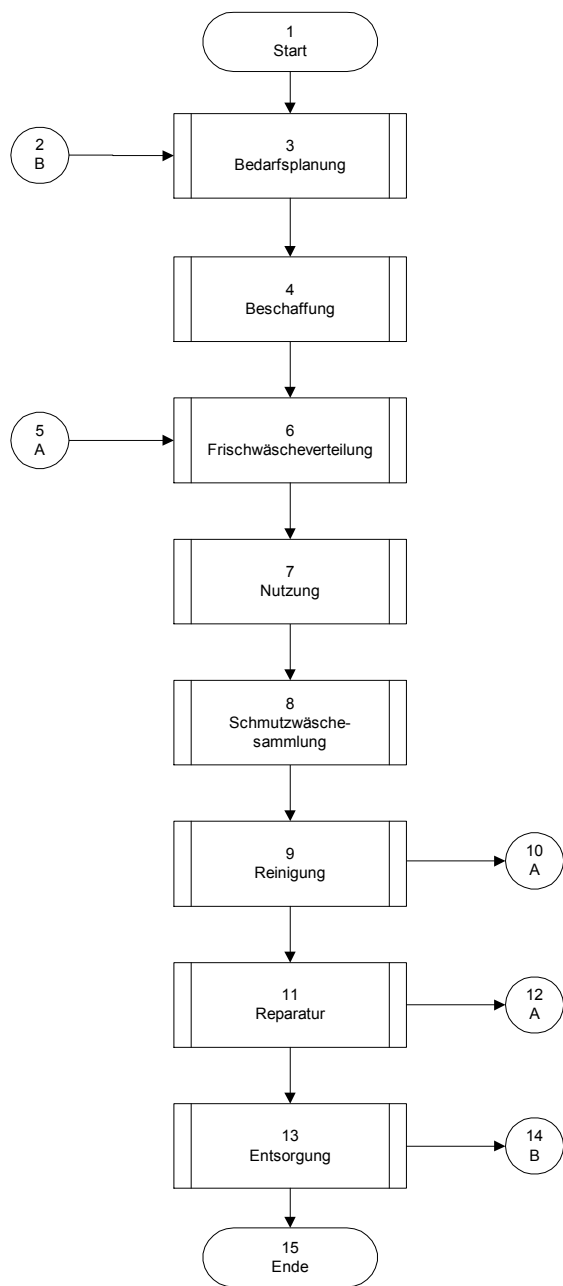 1
Start
2
B
3
Bedarfsplanung
4
Beschaffung
5
A
6
Frischwäscheverteilung
7
Nutzung
8
Schmutzwäsche-
sammlung
9
Reinigung
10
A
11
Reparatur
12
A
13
Entsorgung
14
B
15
Ende